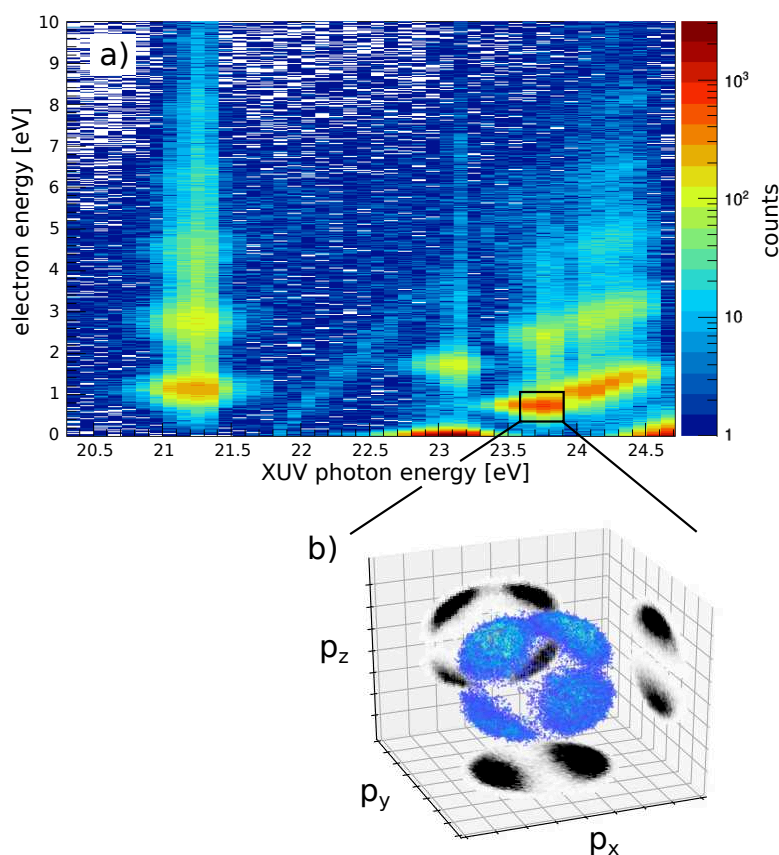 a)
electron energy [eV]
10
9
8
7
6
5
4
3
2
1
0
20.5 21 21.5 22 22.5 23 23.5 24 24.5
XUV photon energy [eV]
10³
10²
10
1
counts
b)
p_z
p_y
p_x